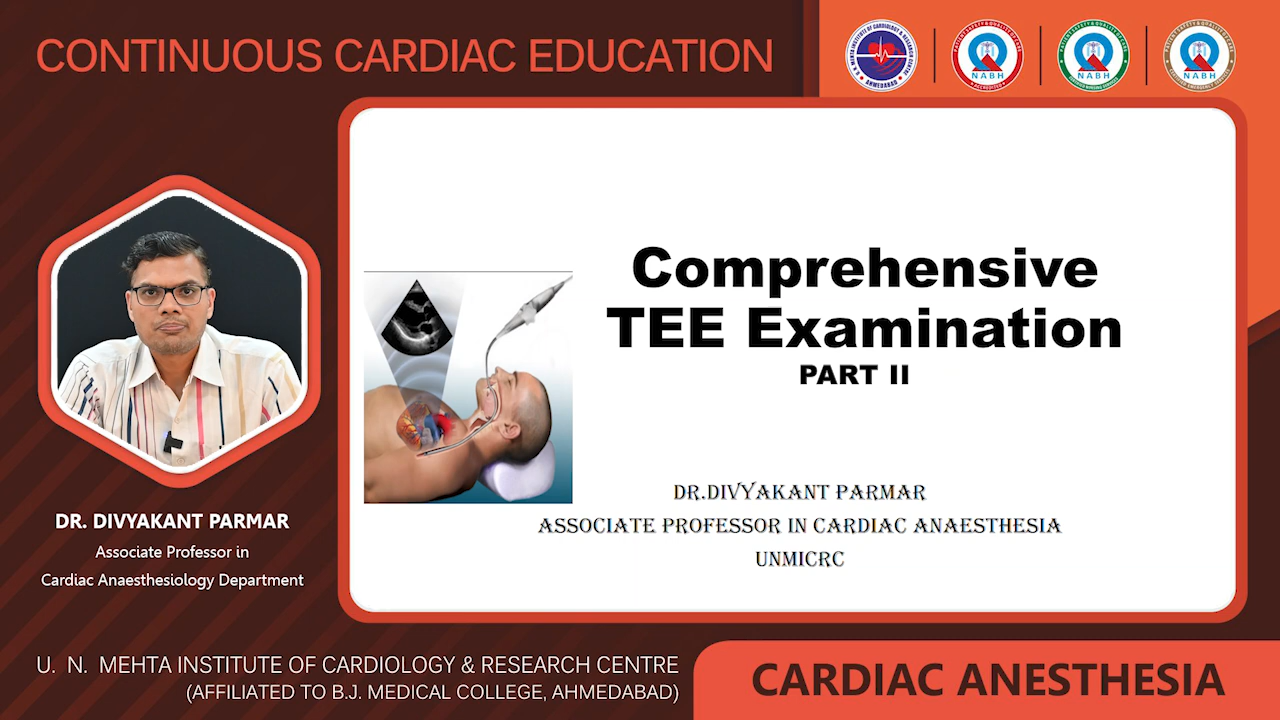 CONTINUOUS CARDIAC EDUCATION
NABH
NABH
NABH
Comprehensive
TEE Examination
PART II
DR.DIVYAKANT PARMAR
ASSOCIATE PROFESSOR IN CARDIAC ANAESTHESIA
UNMICRC
DR. DIVYAKANT PARMAR
Associate Professor in
Cardiac Anaesthesiology Department
U. N. MEHTA INSTITUTE OF CARDIOLOGY & RESEARCH CENTRE
(AFFILIATED TO B.J. MEDICAL COLLEGE, AHMEDABAD)
CARDIAC ANESTHESIA